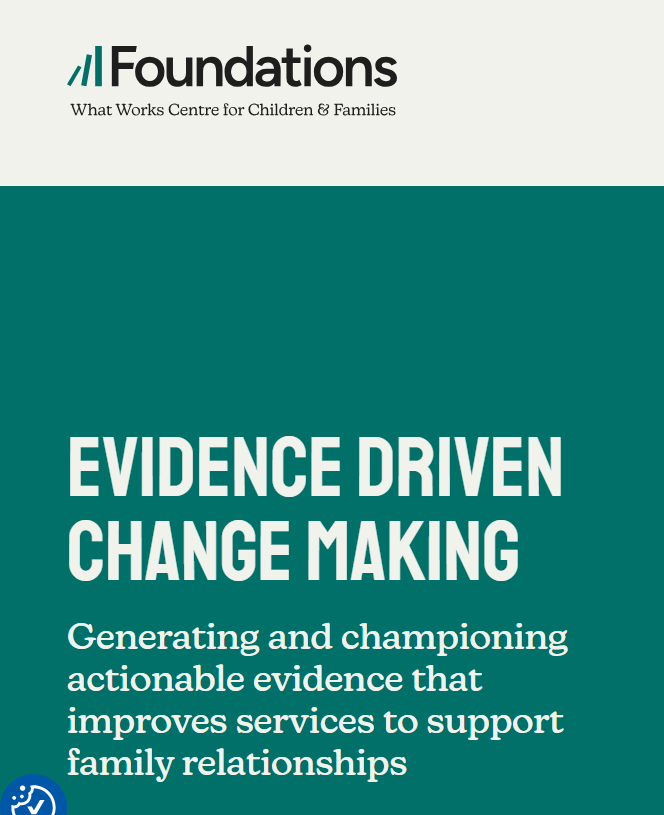 Foundations
What Works Centre for Children & Families
EVIDENCE DRIVEN
CHANGE MAKING
Generating and championing
actionable evidence that
improves services to support
family relationships